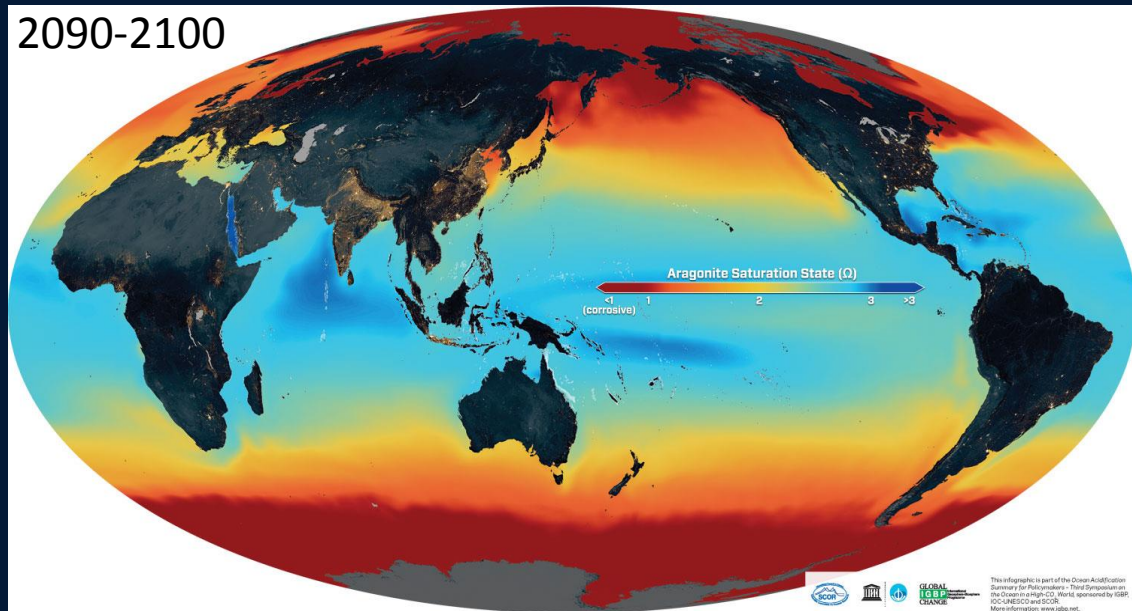 2090-2100
Aragonite Saturation State (Ω)
<1 1 2 3 >3
(corrosive)
SCOR
GLOBAL
IGBP
CHANGE
This infographic is part of the Ocean Acidification
Summary for Policymakers – Third Symposium on
the Ocean in a High-CO₂ World, sponsored by IGBP,
IOC-UNESCO and SCOR.
More information: www.igbp.net.